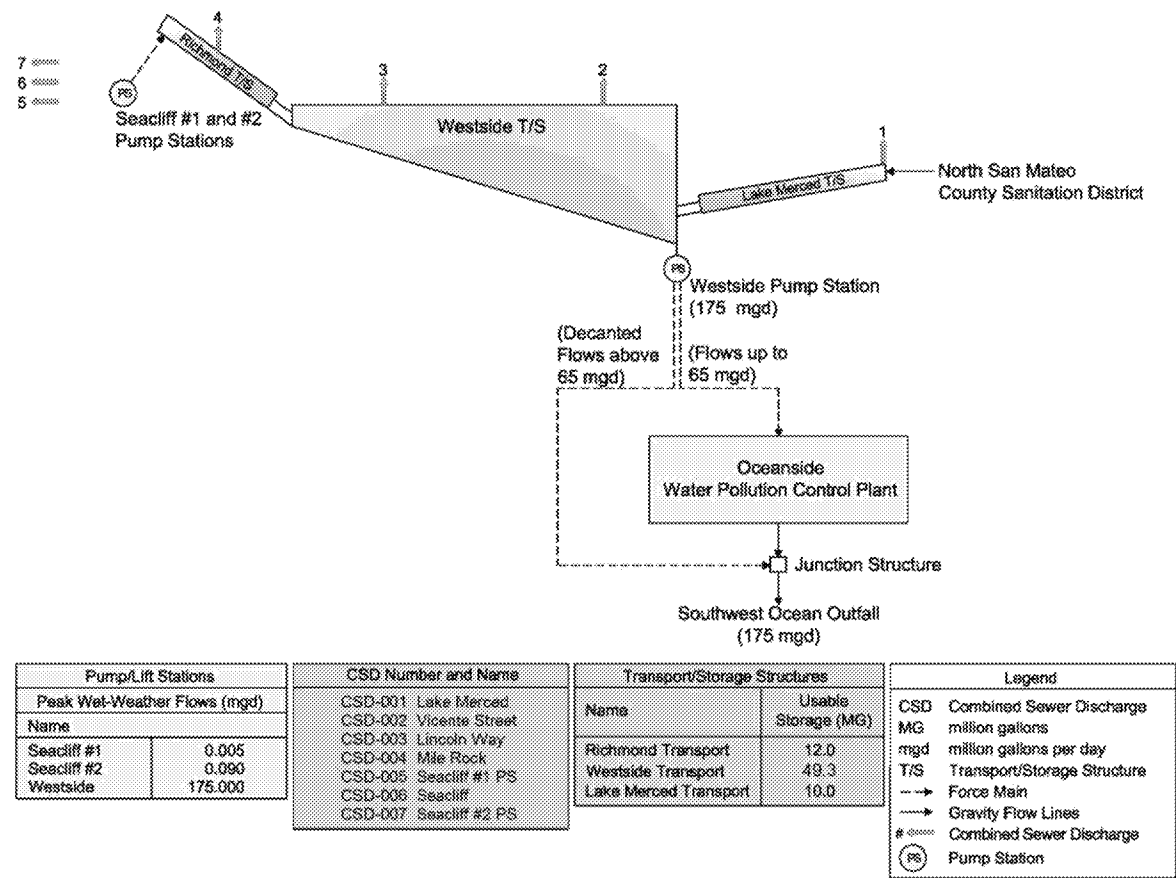 4
Richmond T/S
7
6
5
PS
Seacliff #1 and #2
Pump Stations
3
2
Westside T/S
1
Lake Merced T/S
North San Mateo
County Sanitation District
PS
Westside Pump Station
(175 mgd)
(Decanted
Flows above
65 mgd)
(Flows up to
65 mgd)
Oceanside
Water Pollution Control Plant
Junction Structure
Southwest Ocean Outfall
(175 mgd)
Pump/Lift Stations
Peak Wet-Weather Flows (mgd)
Name
Seacliff #1 0.005
Seacliff #2 0.090
Westside 175.000
CSD Number and Name
CSD-001 Lake Merced
CSD-002 Vicente Street
CSD-003 Lincoln Way
CSD-004 Mile Rock
CSD-005 Seacliff #1 PS
CSD-006 Seacliff
CSD-007 Seacliff #2 PS
Transport/Storage Structures
Name
Usable
Storage (MG)
Richmond Transport 12.0
Westside Transport 49.3
Lake Merced Transport 10.0
Legend
CSD Combined Sewer Discharge
MG million gallons
mgd million gallons per day
T/S Transport/Storage Structure
Force Main
Gravity Flow Lines
# Combined Sewer Discharge
PS Pump Station